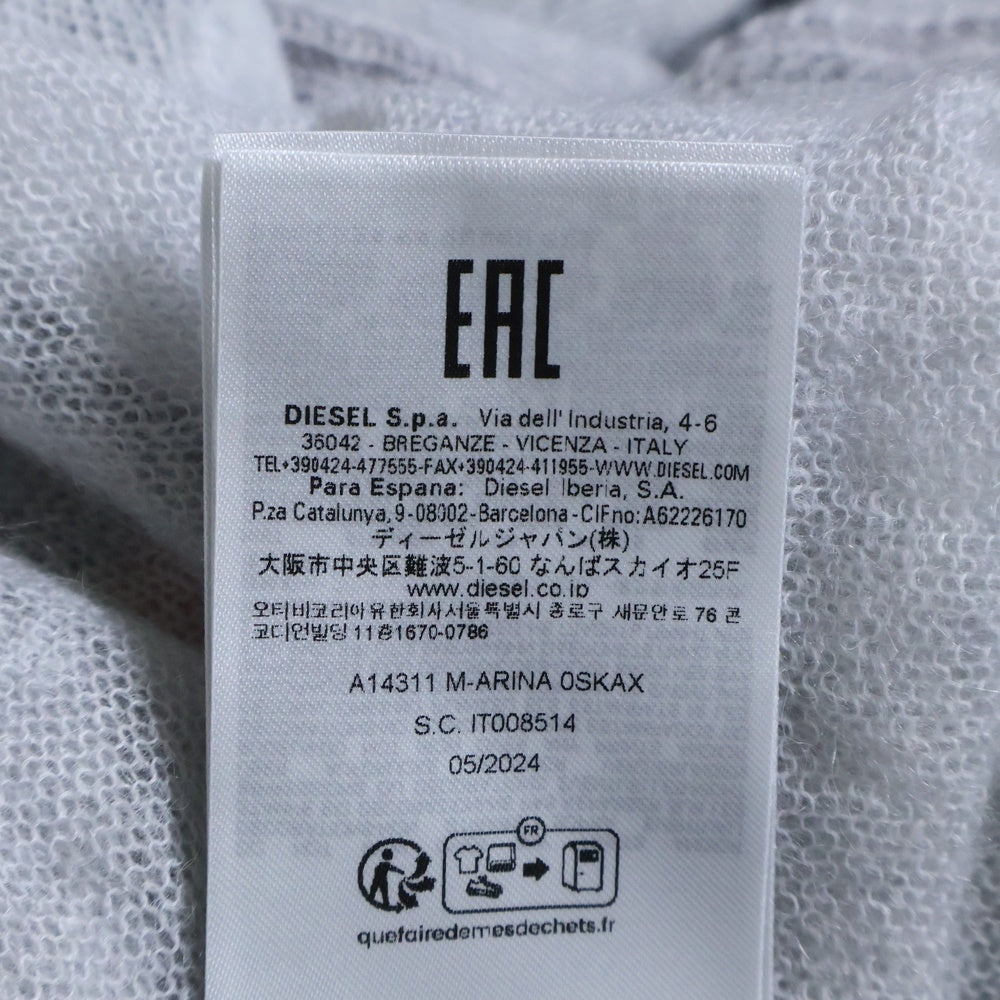 EAC
DIESEL S.p.a. Via dell' Industria, 4-6
36042 - BREGANZE - VICENZA - ITALY
TEL+390424-477555-FAX+390424-411955-WWW.DIESEL.COM
Para Espana: Diesel Iberia, S.A.
P.za Catalunya, 9-08002-Barcelona-CIFno:A62226170
ディーゼルジャパン(株)
大阪市中央区難波5-1-60 なんばスカイオ25F
www.diesel.co.jp
오티비코리아유한회사서울특별시 종로구 새문안로 76 콘
코디언빌딩 11층1670-0786
A14311 M-ARINA 0SKAX
S.C. IT008514
05/2024
FR
quefairedemesdechets.fr